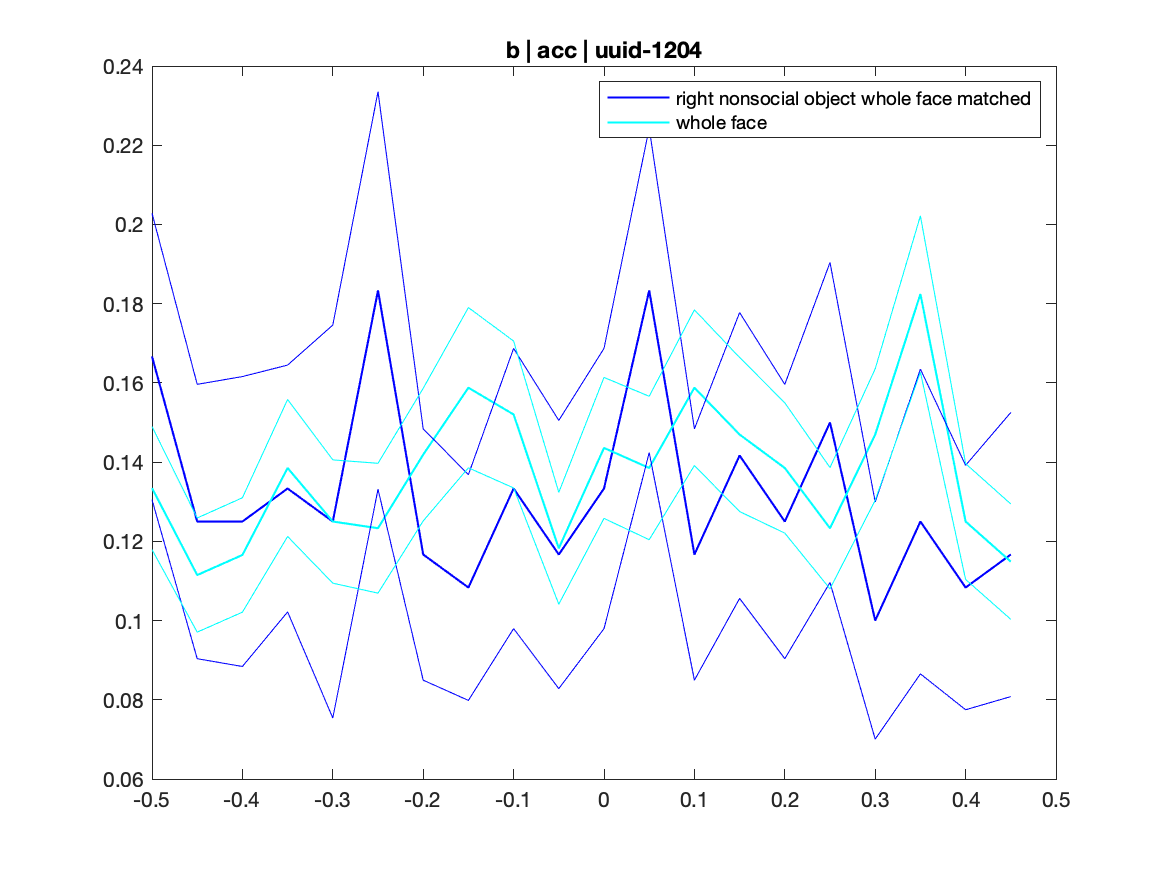 b | acc | uuid-1204
right nonsocial object whole face matched
whole face
0.24
0.22
0.2
0.18
0.16
0.14
0.12
0.1
0.08
0.06
-0.5 -0.4 -0.3 -0.2 -0.1 0 0.1 0.2 0.3 0.4 0.5